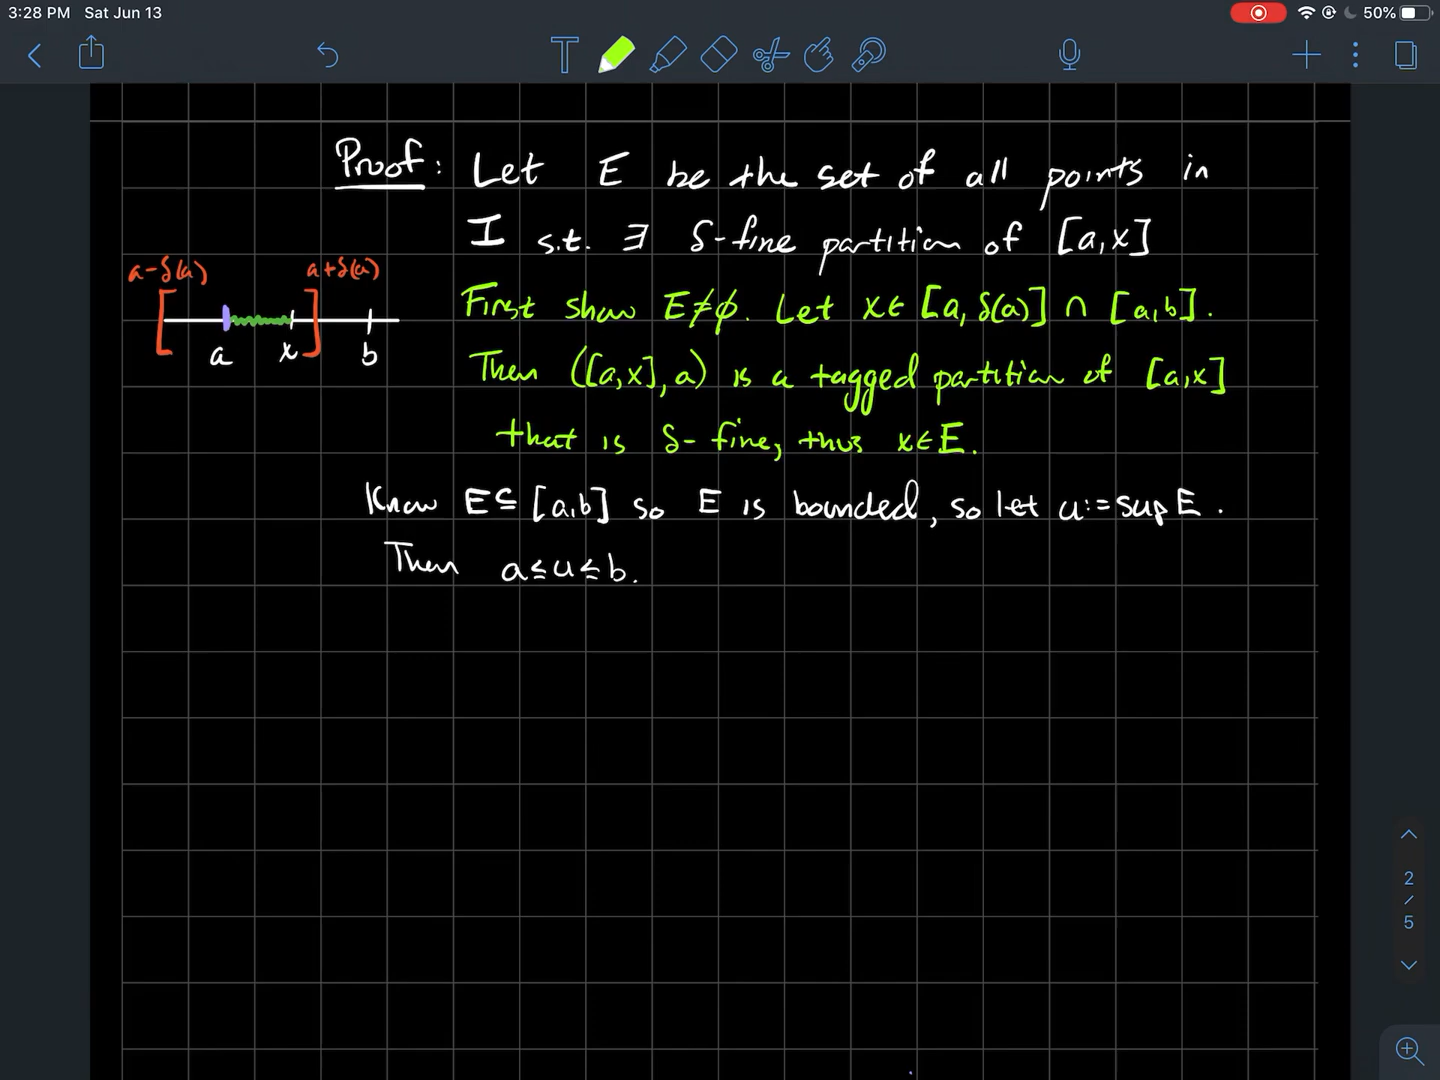 3:28 PM Sat Jun 13
50%
Proof: Let E be the set of all points in
I s.t. ∃ δ-fine partition of [a,x]
a-δ(a) a+δ(a)
a x b
First show E≠∅. Let x∈[a, δ(a)] ∩ [a,b].
Then ([a,x],a) is a tagged partition of [a,x]
that is δ-fine, thus x∈E.
Know E⊆[a,b] so E is bounded, so let u:=sup E.
Then a≤u≤b.
2
/
5